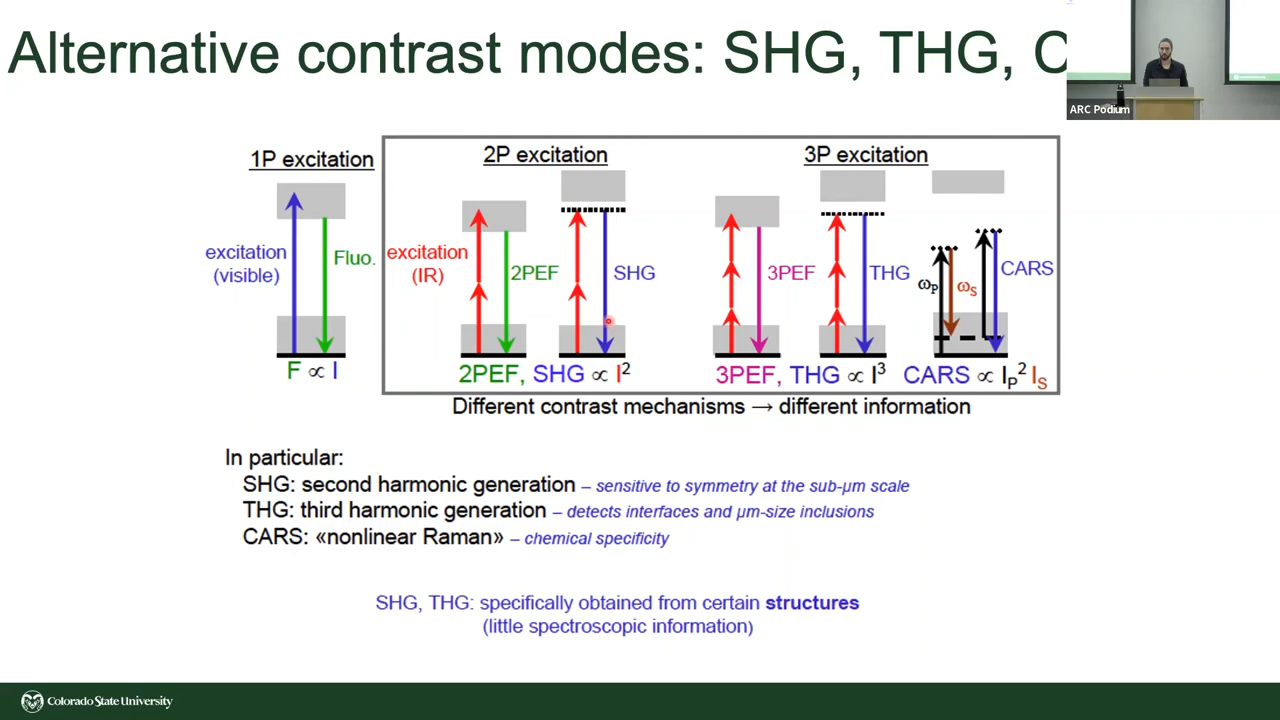 Alternative contrast modes: SHG, THG, C
ARC Podium
1P excitation
2P excitation
3P excitation
excitation
(visible)
Fluo.
excitation
(IR)
2PEF
SHG
3PEF
THG
ωP
ωS
CARS
F ∝ I
2PEF, SHG ∝ I²
3PEF, THG ∝ I³
CARS ∝ IP² IS
Different contrast mechanisms → different information
In particular:
SHG: second harmonic generation – sensitive to symmetry at the sub-µm scale
THG: third harmonic generation – detects interfaces and µm-size inclusions
CARS: «nonlinear Raman» – chemical specificity
SHG, THG: specifically obtained from certain structures
(little spectroscopic information)
Colorado State University